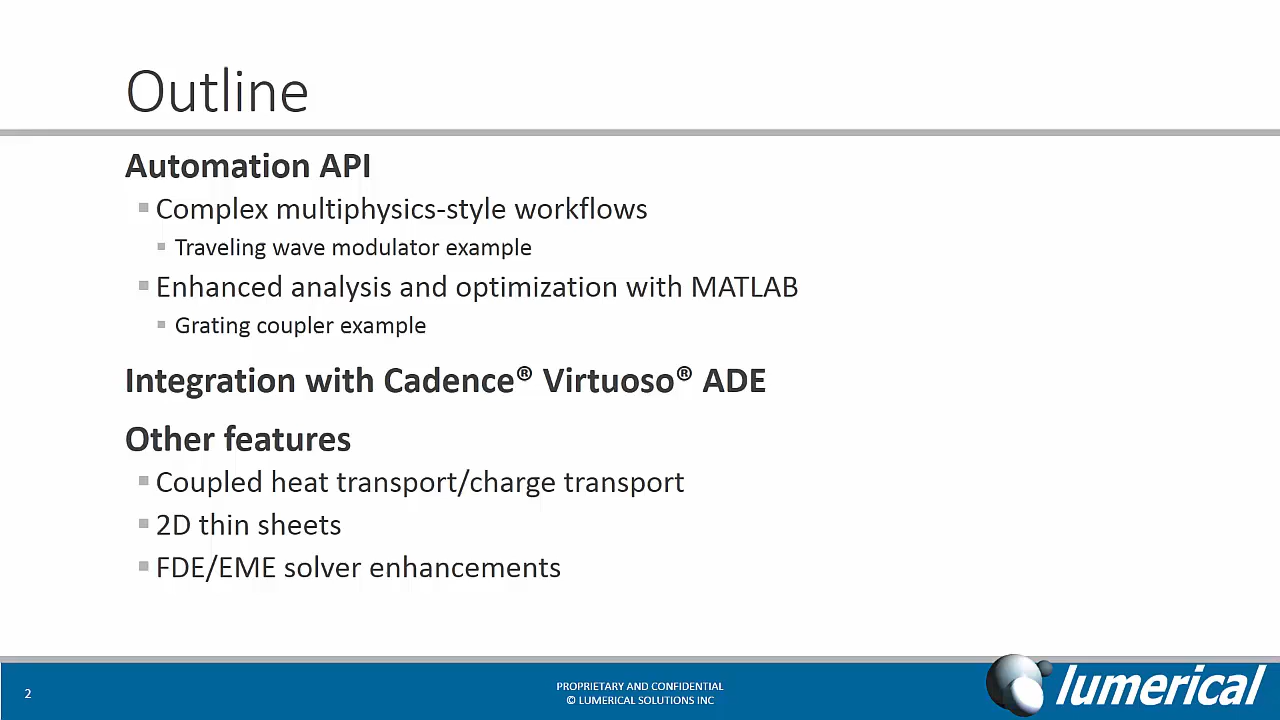 Outline
Automation API
Complex multiphysics-style workflows
Traveling wave modulator example
Enhanced analysis and optimization with MATLAB
Grating coupler example
Integration with Cadence® Virtuoso® ADE
Other features
Coupled heat transport/charge transport
2D thin sheets
FDE/EME solver enhancements
2
PROPRIETARY AND CONFIDENTIAL
© LUMERICAL SOLUTIONS INC
lumerical